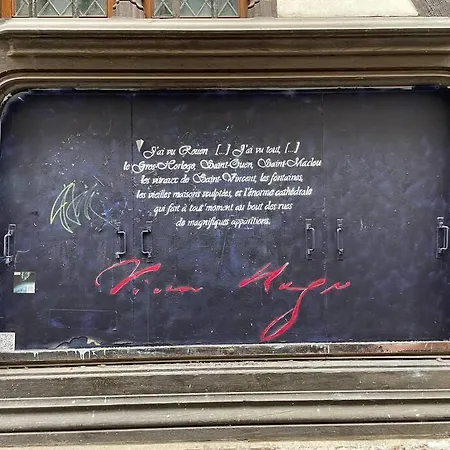 J'ai vu Rouen [...] J'ai vu tout, [...]
le Gros-Horloge, Saint-Ouen, Saint-Maclou
les vitraux de Saint-Vincent, les fontaines,
les vieilles maisons sculptées, et l'énorme cathédrale
qui fait à tout moment au bout des rues
de magnifiques apparitions.
Victor Hugo